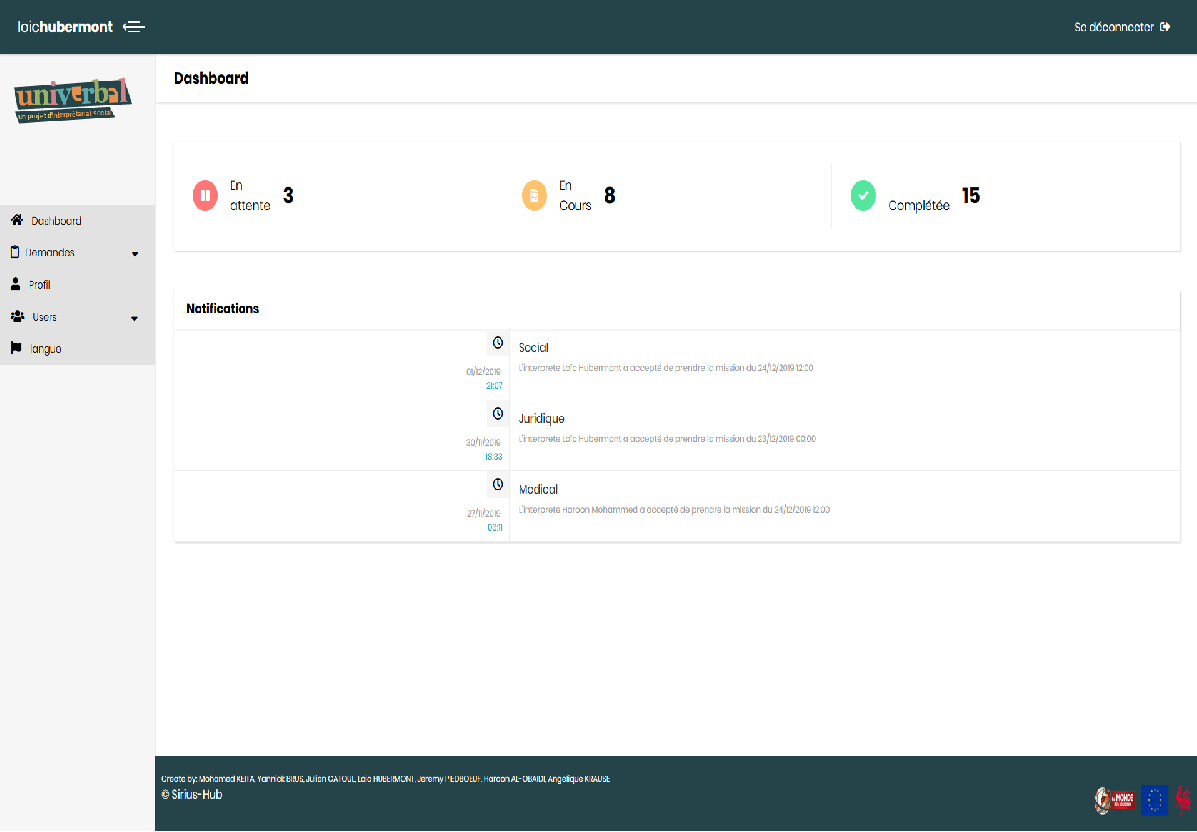 loichubermont
Se déconnecter
univerbal
un projet d'interprétariat social
Dashboard
Dashboard
Demandes
Profil
Users
langue
En
attente
3
En
Cours
8
Complétée
15
Notifications
Social
01/12/2019
21:07
L'interprete Loïc Hubermont a accepté de prendre la mission du 24/12/2019 12:00
Juridique
30/11/2019
18:33
L'interprete Loïc Hubermont a accepté de prendre la mission du 23/12/2019 00:00
Medical
27/11/2019
06:11
L'interprete Haroon Mohammed a accepté de prendre la mission du 24/12/2019 12:00
Create by: Mohamed KEITA, Yannick BRUS, Julien CATOUL, Loïc HUBERMONT, Jeremy PIEDBOEUF, Haroon AL-OBAIDI, Angelique KRAUSE
© Sirius-Hub
MONDE